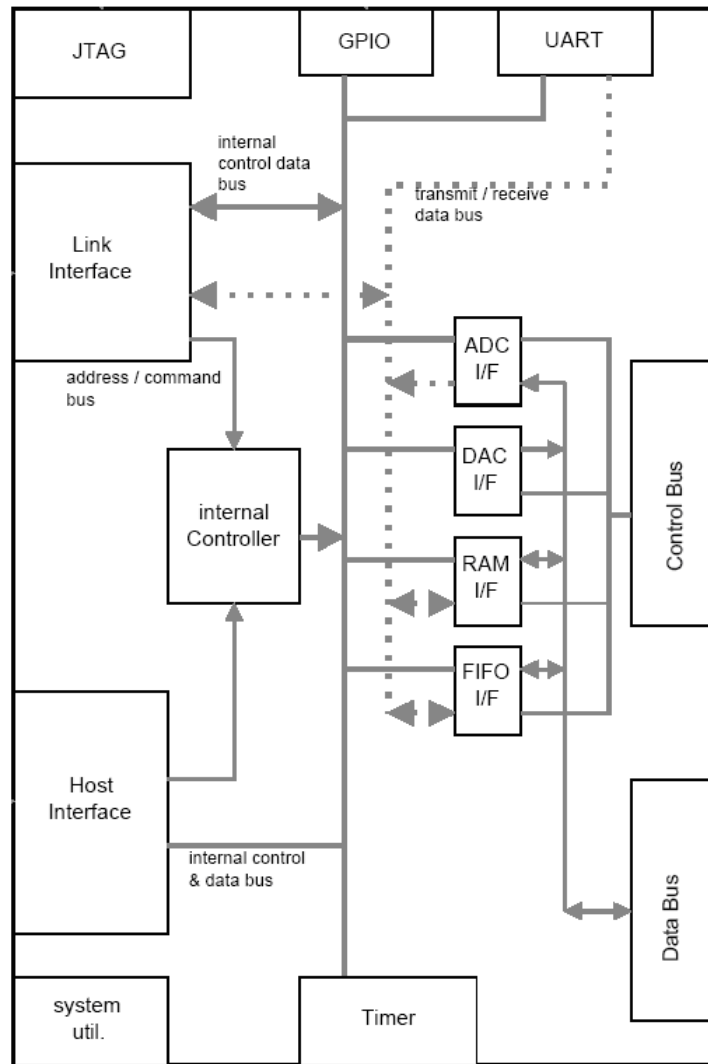 JTAG
GPIO
UART
internal
control data
bus
transmit / receive
data bus
Link
Interface
address / command
bus
ADC
I/F
DAC
I/F
internal
Controller
RAM
I/F
FIFO
I/F
Control Bus
Host
Interface
internal control
& data bus
Data Bus
system
util.
Timer